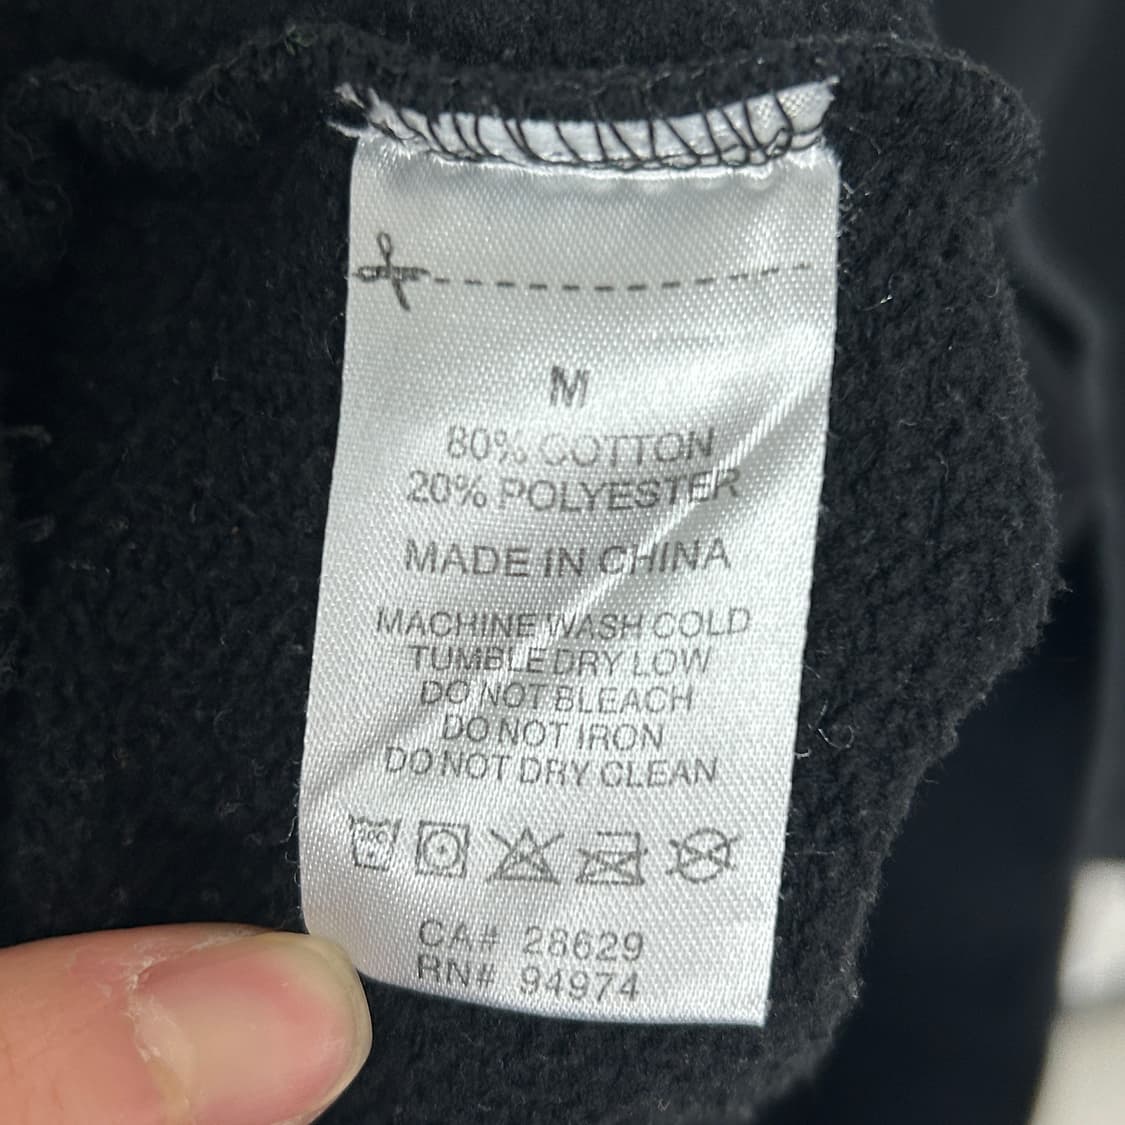 M
80% COTTON
20% POLYESTER
MADE IN CHINA
MACHINE WASH COLD
TUMBLE DRY LOW
DO NOT BLEACH
DO NOT IRON
DO NOT DRY CLEAN
CA# 28629
RN# 94974